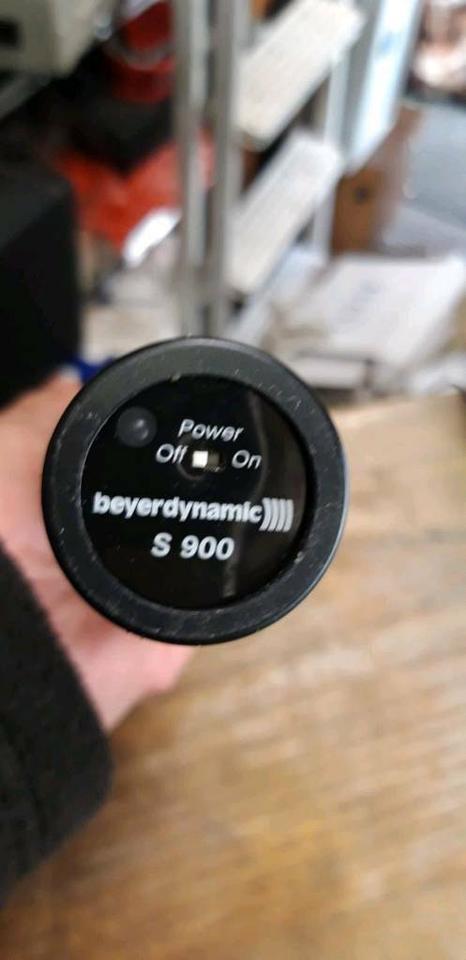 Power
Off On
beyerdynamic))))
S 900